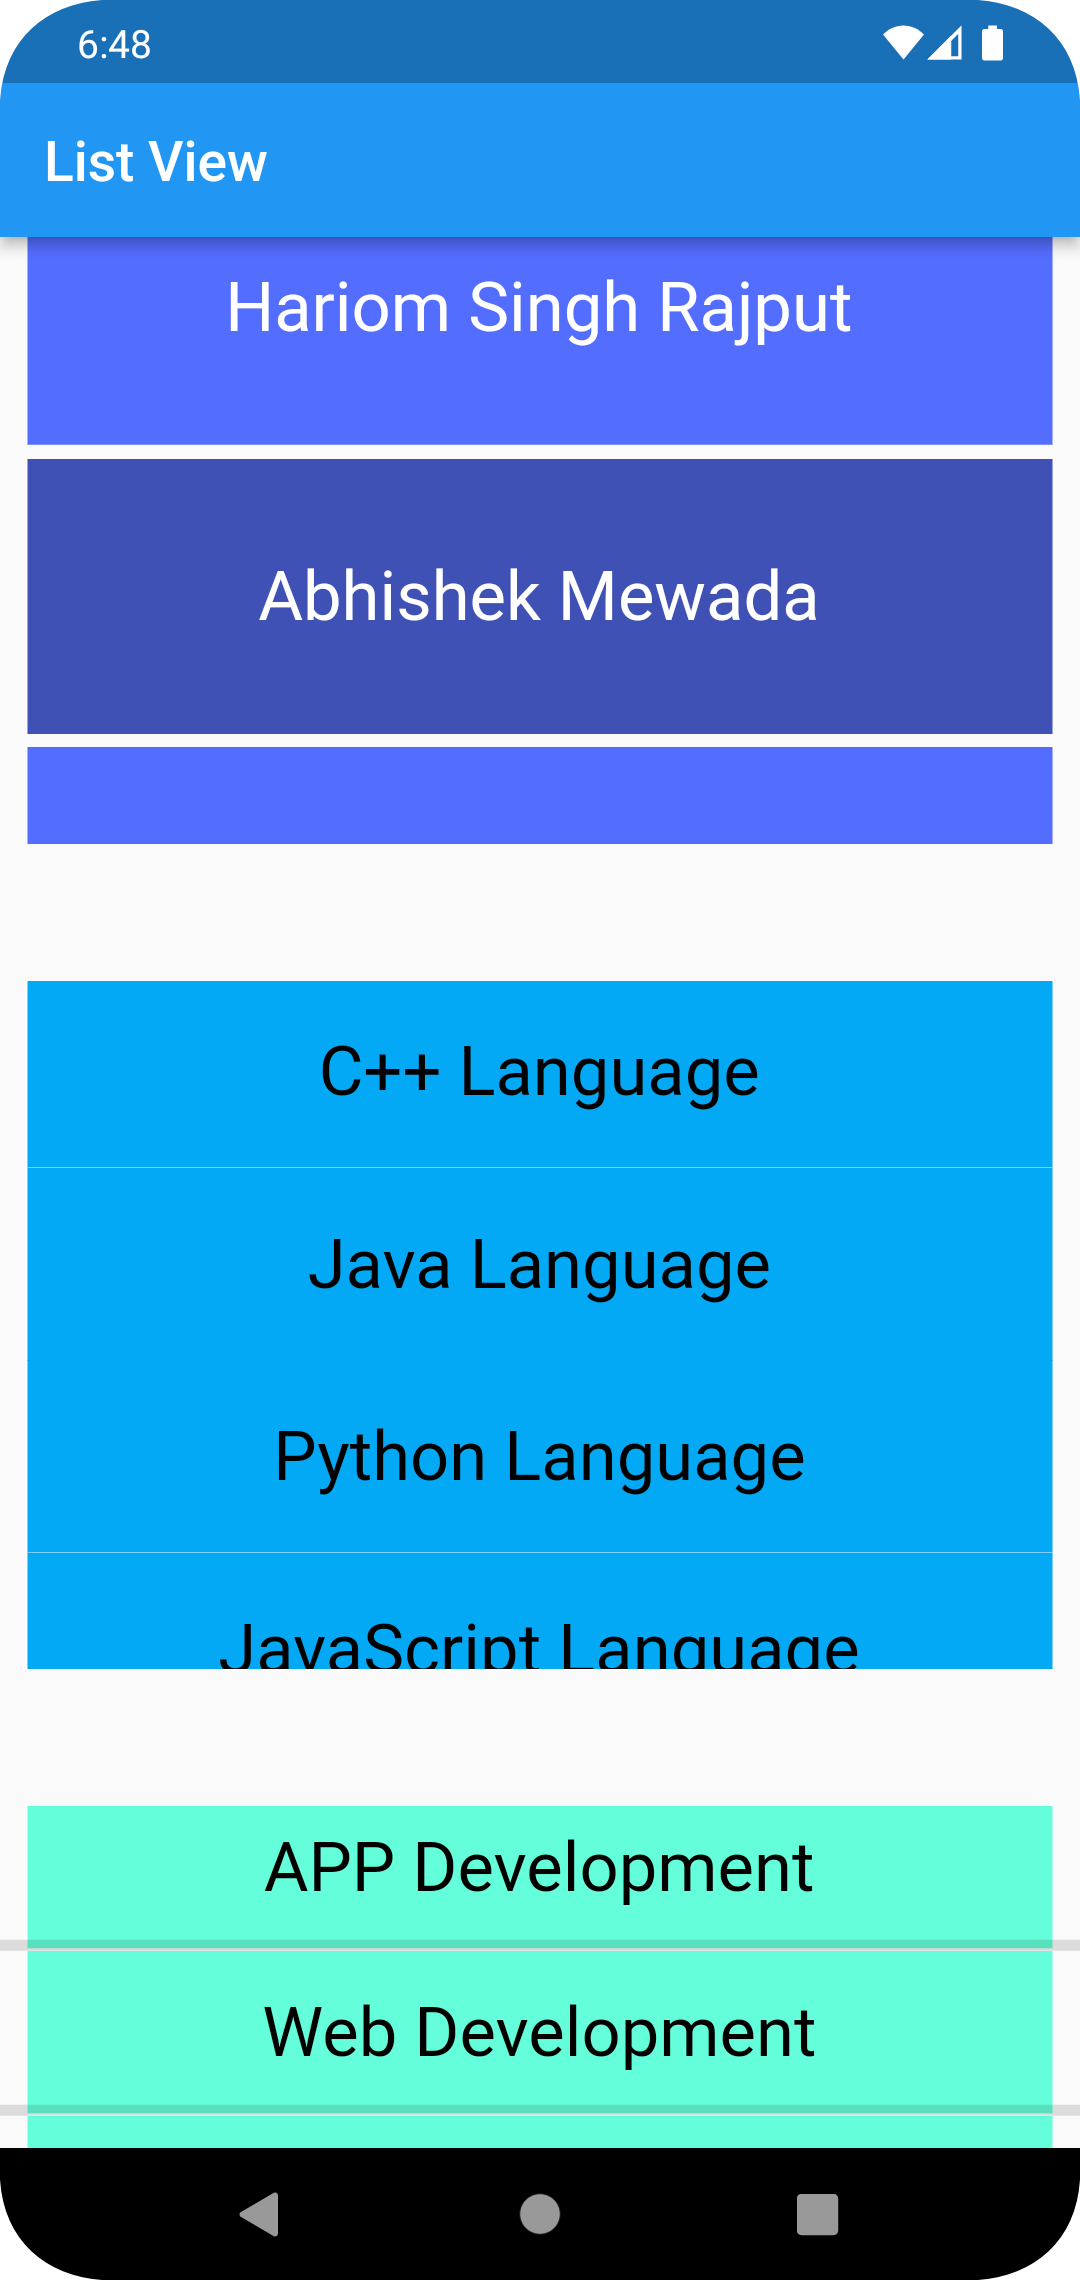 6:48
List View
Hariom Singh Rajput
Abhishek Mewada
C++ Language
Java Language
Python Language
JavaScript Language
APP Development
Web Development